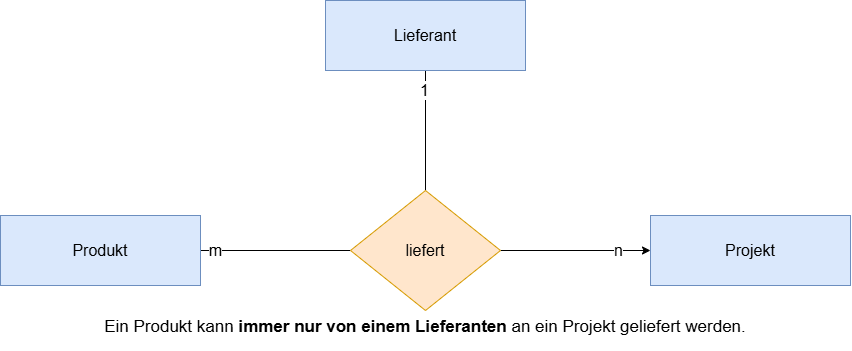 Lieferant
1
Produkt
m
liefert
n
Projekt
Ein Produkt kann immer nur von einem Lieferanten an ein Projekt geliefert werden.